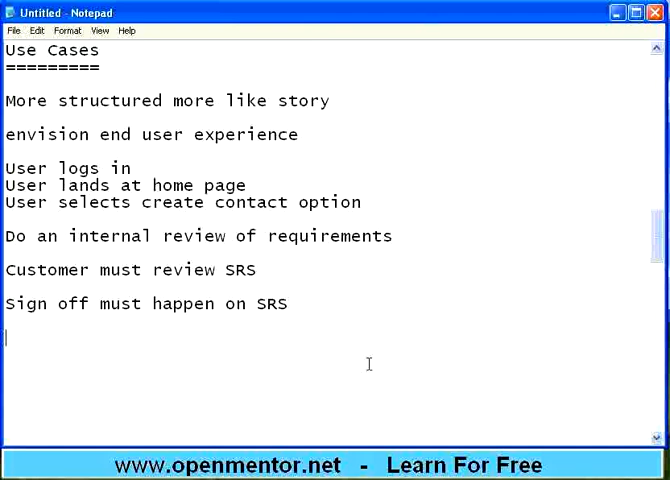 Untitled - Notepad
File Edit Format View Help
Use Cases
=========
More structured more like story
envision end user experience
User logs in
User lands at home page
User selects create contact option
Do an internal review of requirements
Customer must review SRS
Sign off must happen on SRS
www.openmentor.net - Learn For Free